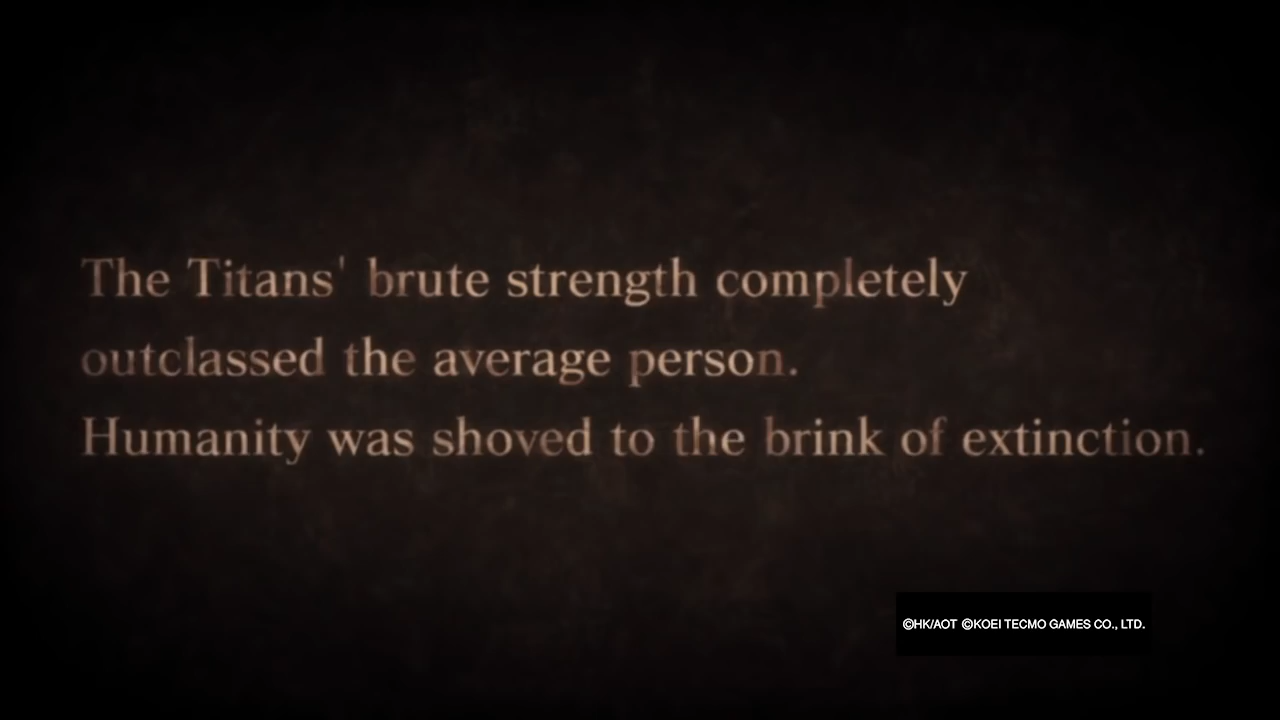 The Titans' brute strength completely
outclassed the average person.
Humanity was shoved to the brink of extinction.
©HK/AOT ©KOEI TECMO GAMES CO., LTD.